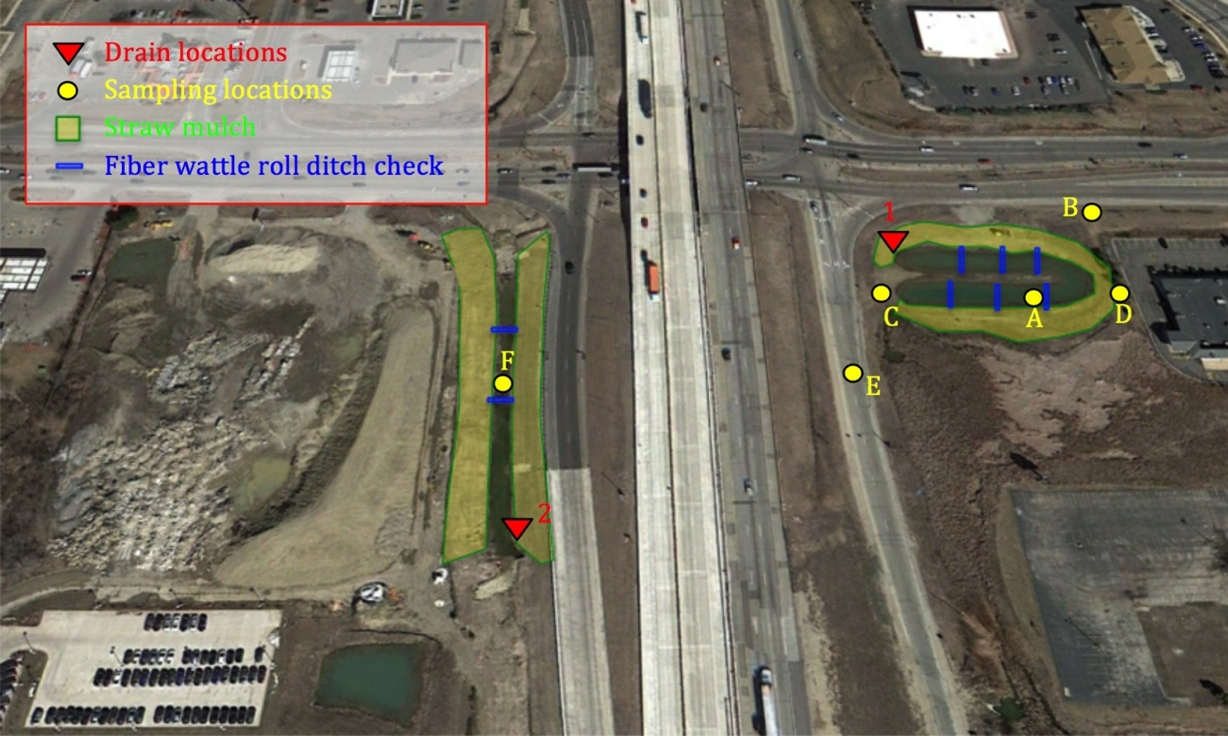 Drain locations
Sampling locations
Straw mulch
Fiber wattle roll ditch check
1
B
C
A
D
E
F
2